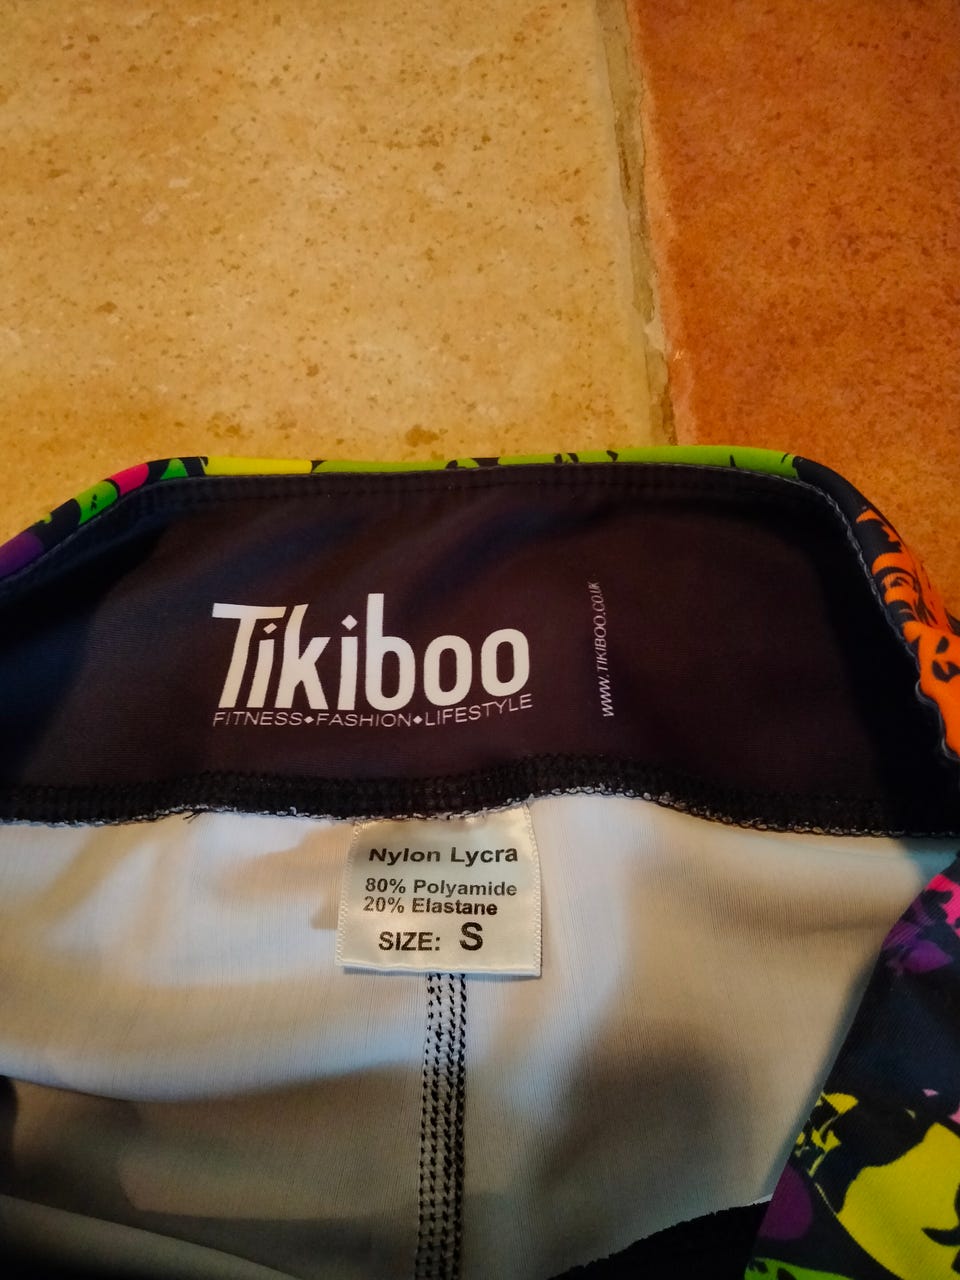 Tikiboo
FITNESS◆FASHION◆LIFESTYLE
WWW.TIKIBOO.CO.UK
Nylon Lycra
80% Polyamide
20% Elastane
SIZE: S